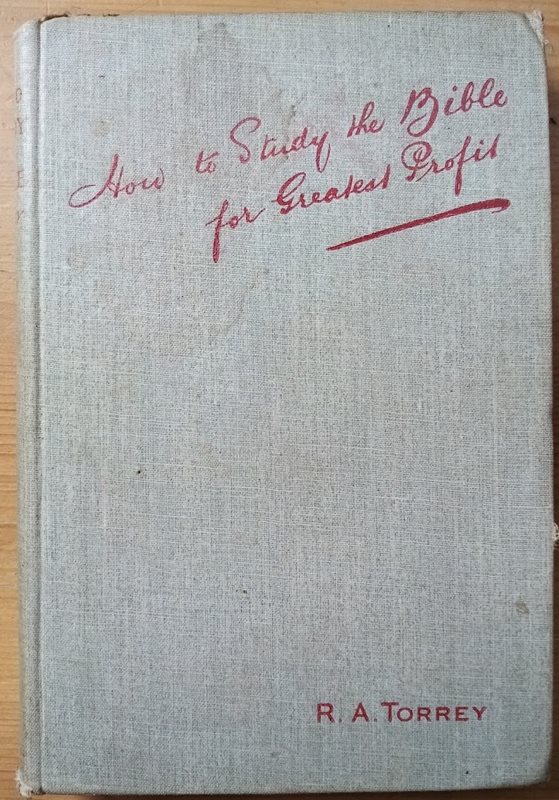 How to Study the Bible
for Greatest Profit
R. A. TORREY